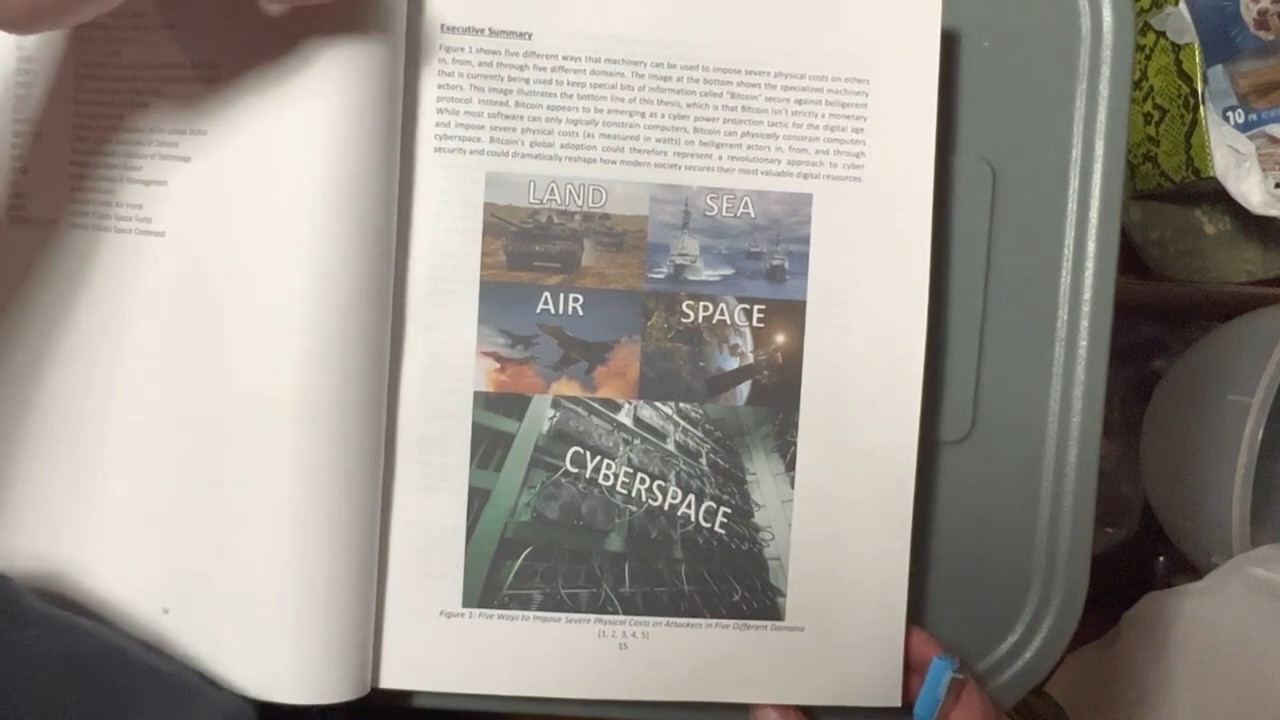 Executive Summary
Figure 1 shows five different ways that machinery can be used to impose severe physical costs on others
in, from, and through five different domains. The image at the bottom shows the specialized machinery
that is currently being used to keep special bits of information called "Bitcoin" secure against belligerent
actors. This image illustrates the bottom line of this thesis, which is that Bitcoin isn't strictly a monetary
protocol. Instead, Bitcoin appears to be emerging as a cyber power projection tactic for the digital age.
While most software can only logically constrain computers, Bitcoin can physically constrain computers
and impose severe physical costs (as measured in watts) on belligerent actors in, from, and through
cyberspace. Bitcoin's global adoption could therefore represent a revolutionary approach to cyber
security and could dramatically reshape how modern society secures their most valuable digital resources.
LAND
SEA
AIR
SPACE
CYBERSPACE
Figure 1: Five Ways to Impose Severe Physical Costs on Attackers in Five Different Domains
[1, 2, 3, 4, 5]
15
10